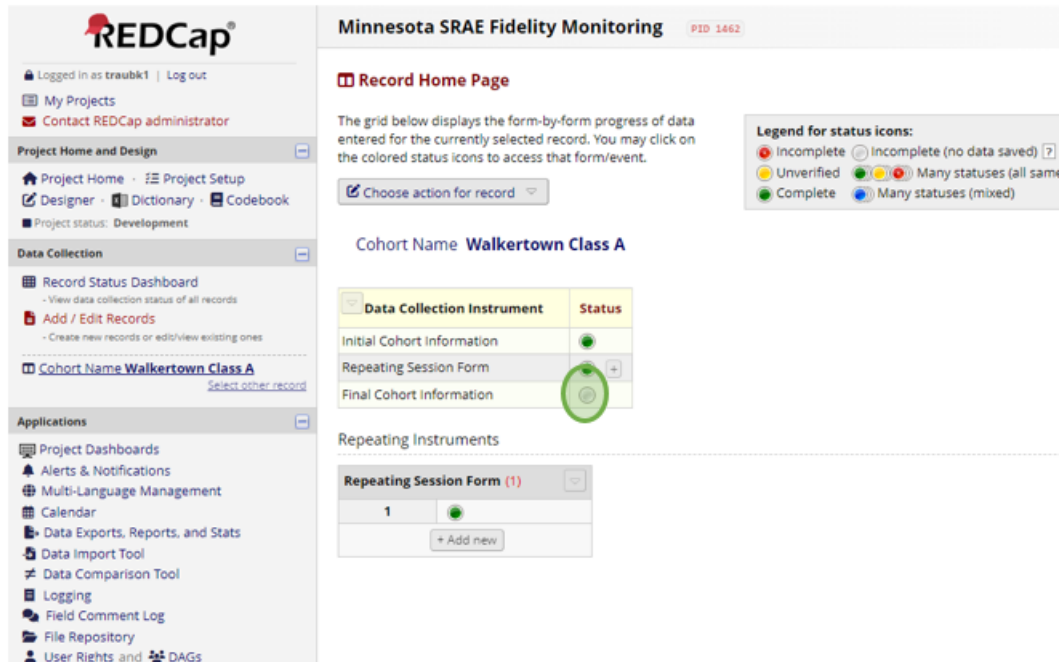 REDCap®
Logged in as traubk1 | Log out
My Projects
Contact REDCap administrator
Project Home and Design
Project Home · Project Setup
Designer · Dictionary · Codebook
Project status: Development
Data Collection
Record Status Dashboard
- View data collection status of all records
Add / Edit Records
- Create new records or edit/view existing ones
Cohort Name Walkertown Class A
Select other record
Applications
Project Dashboards
Alerts & Notifications
Multi-Language Management
Calendar
Data Exports, Reports, and Stats
Data Import Tool
Data Comparison Tool
Logging
Field Comment Log
File Repository
User Rights and DAGs
Minnesota SRAE Fidelity Monitoring PID 1462
Record Home Page
The grid below displays the form-by-form progress of data
entered for the currently selected record. You may click on
the colored status icons to access that form/event.
Legend for status icons:
Incomplete Incomplete (no data saved) ?
Unverified Many statuses (all same
Complete Many statuses (mixed)
Choose action for record
Cohort Name Walkertown Class A
Data Collection Instrument Status
Initial Cohort Information
Repeating Session Form +
Final Cohort Information
Repeating Instruments
Repeating Session Form (1)
1
+ Add new